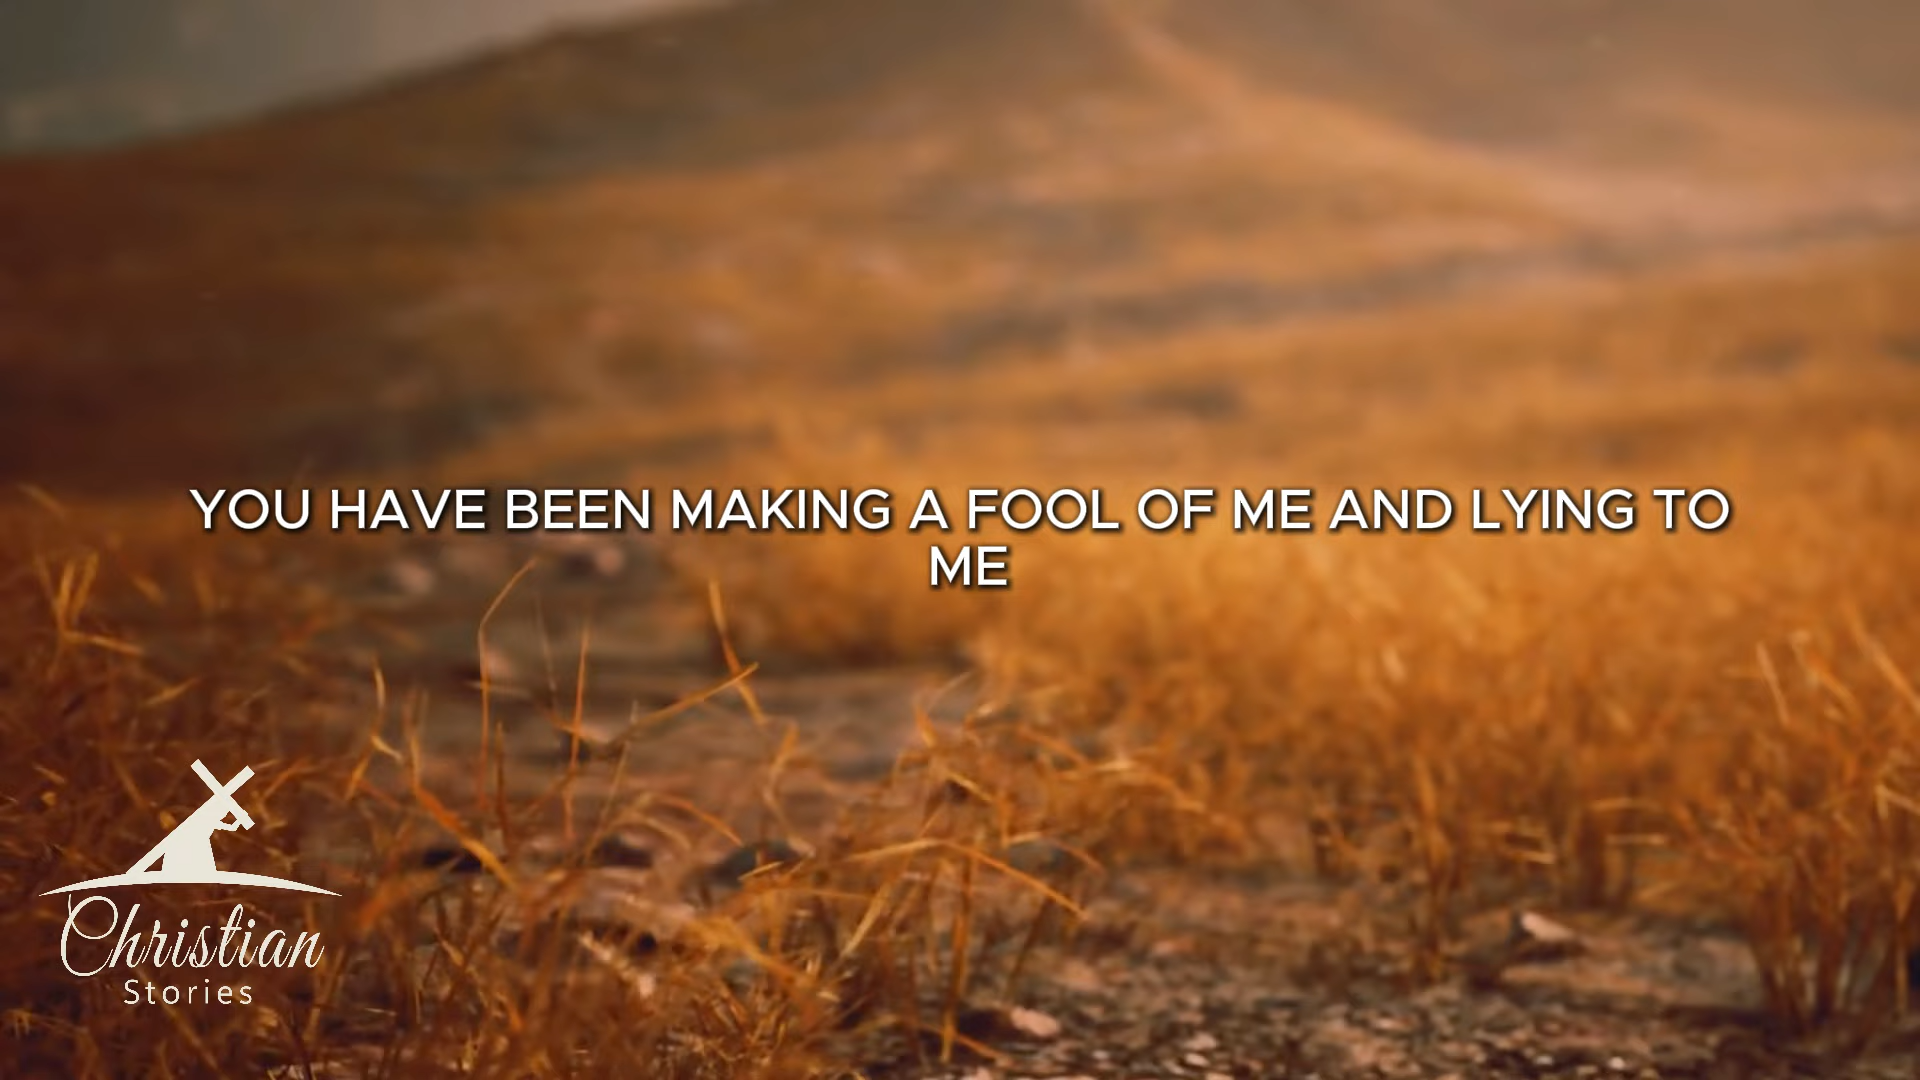 YOU HAVE BEEN MAKING A FOOL OF ME AND LYING TO
ME
Christian
Stories